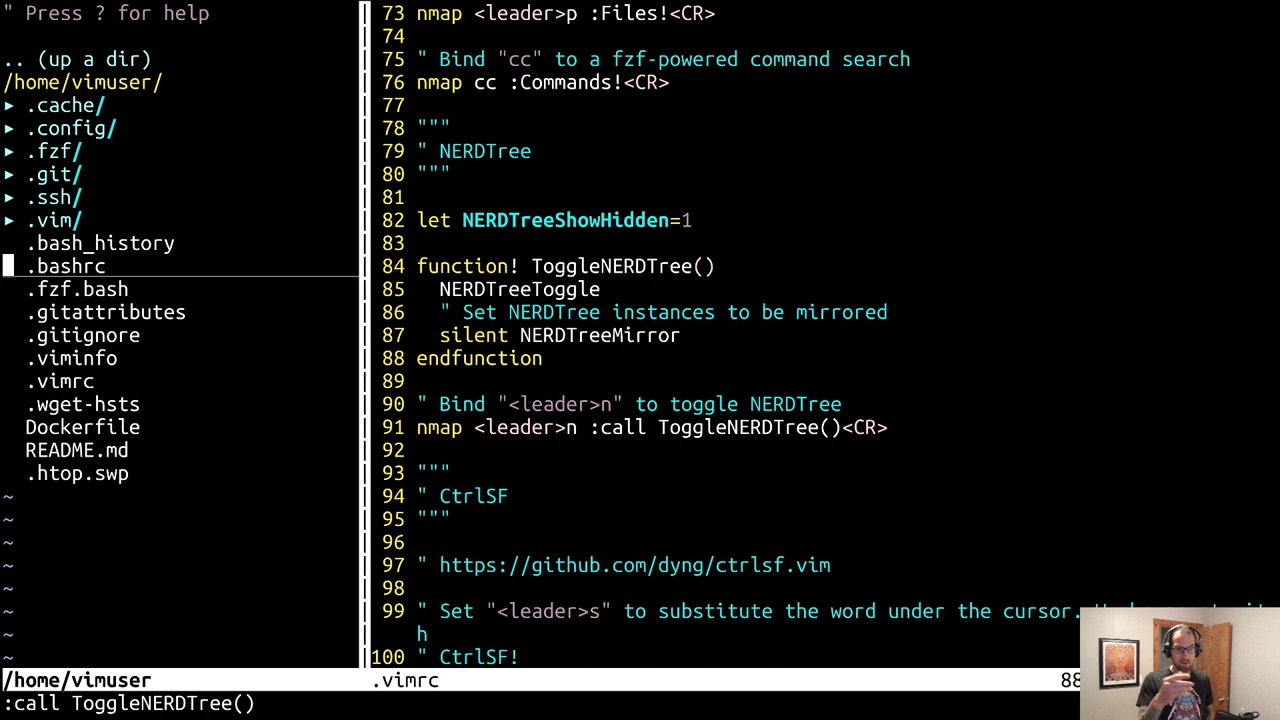 " Press ? for help
.. (up a dir)
/home/vimuser/
▸ .cache/
▸ .config/
▸ .fzf/
▸ .git/
▸ .ssh/
▸ .vim/
.bash_history
.bashrc
.fzf.bash
.gitattributes
.gitignore
.viminfo
.vimrc
.wget-hsts
Dockerfile
README.md
.htop.swp
~
~
~
~
~
~
~
~
/home/vimuser
73 nmap <leader>p :Files!<CR>
74
75 " Bind "cc" to a fzf-powered command search
76 nmap cc :Commands!<CR>
77
78 """
79 " NERDTree
80 """
81
82 let NERDTreeShowHidden=1
83
84 function! ToggleNERDTree()
85 NERDTreeToggle
86 " Set NERDTree instances to be mirrored
87 silent NERDTreeMirror
88 endfunction
89
90 " Bind "<leader>n" to toggle NERDTree
91 nmap <leader>n :call ToggleNERDTree()<CR>
92
93 """
94 " CtrlSF
95 """
96
97 " https://github.com/dyng/ctrlsf.vim
98
99 " Set "<leader>s" to substitute the word under the cursor.
h
100 " CtrlSF!
.vimrc 88
:call ToggleNERDTree()